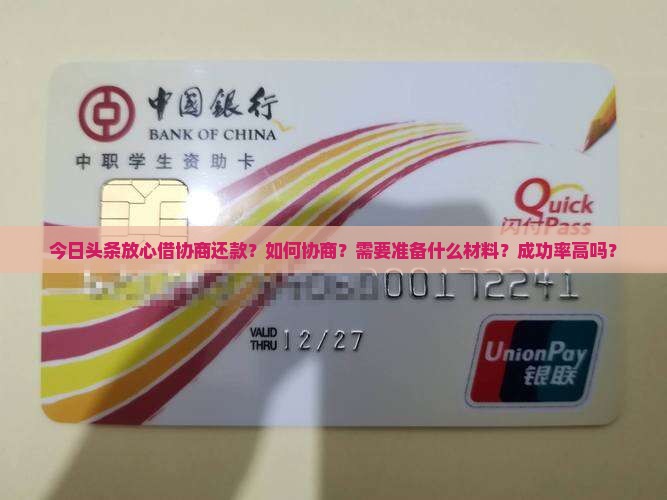 中国银行
BANK OF CHINA
中职学生资助卡
Quick
闪付Pass
今日头条放心借协商还款？如何协商？需要准备什么材料？成功率高吗？
00172241
VALID
THRU 12/27
UnionPay
银联